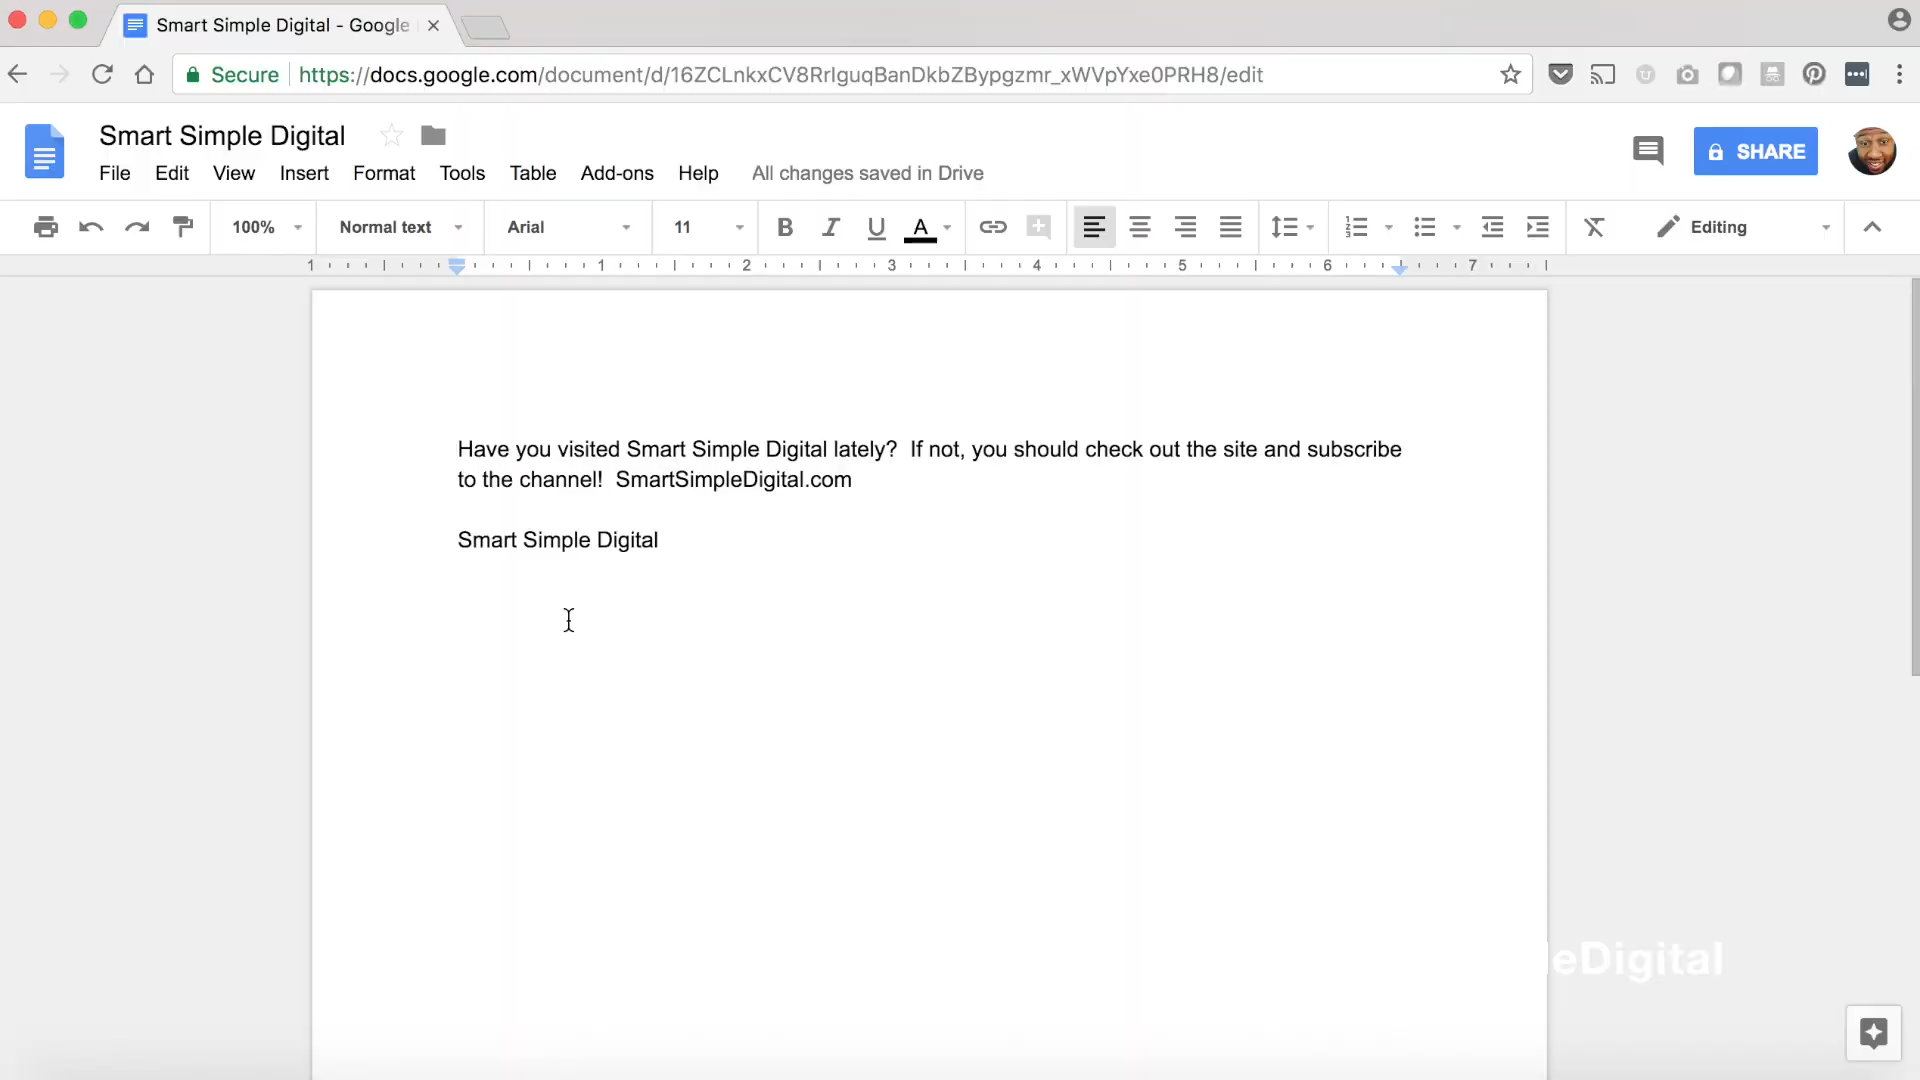 Smart Simple Digital - Google
Secure
https://docs.google.com/document/d/16ZCLnkxCV8RrIguqBanDkbZBypgzmr_xWVpYxe0PRH8/edit
Smart Simple Digital
File Edit View Insert Format Tools Table Add-ons Help All changes saved in Drive
SHARE
100% Normal text Arial 11 B I U A Editing
1 1 2 3 4 5 6 7
Have you visited Smart Simple Digital lately?  If not, you should check out the site and subscribe
to the channel!  SmartSimpleDigital.com
Smart Simple Digital
eDigital